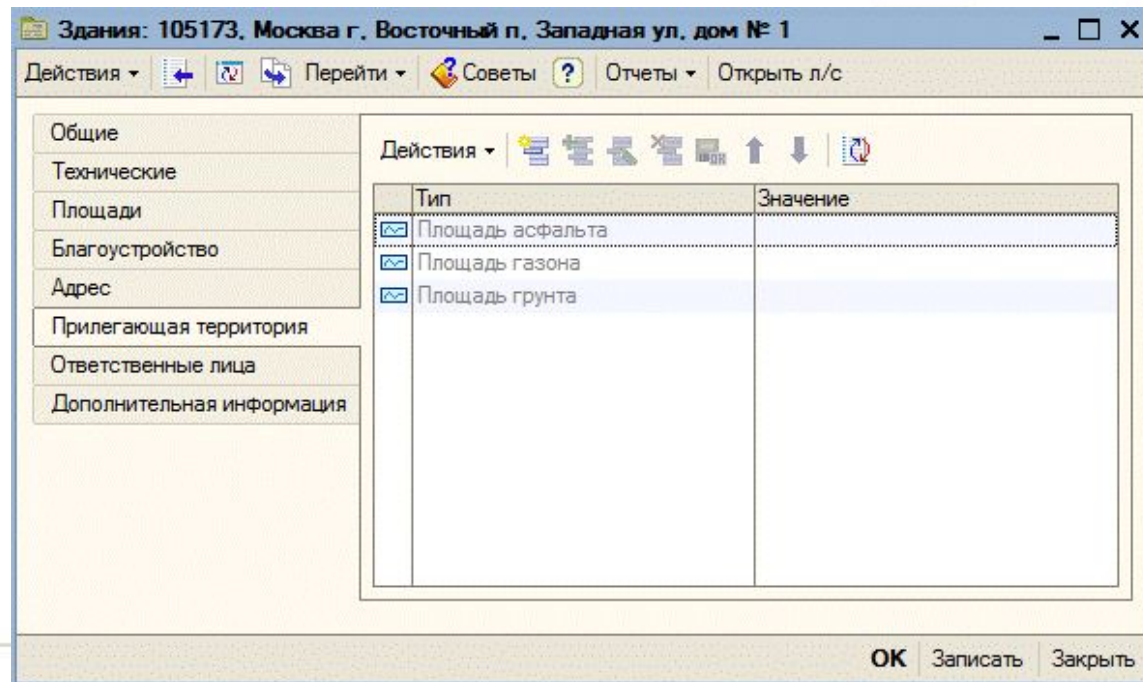 Здания: 105173, Москва г, Восточный п, Западная ул, дом № 1
Действия Перейти Советы ? Отчеты Открыть л/с
Общие
Технические
Площади
Благоустройство
Адрес
Прилегающая территория
Ответственные лица
Дополнительная информация
Действия
Тип Значение
Площадь асфальта
Площадь газона
Площадь грунта
OK Записать Закрыть